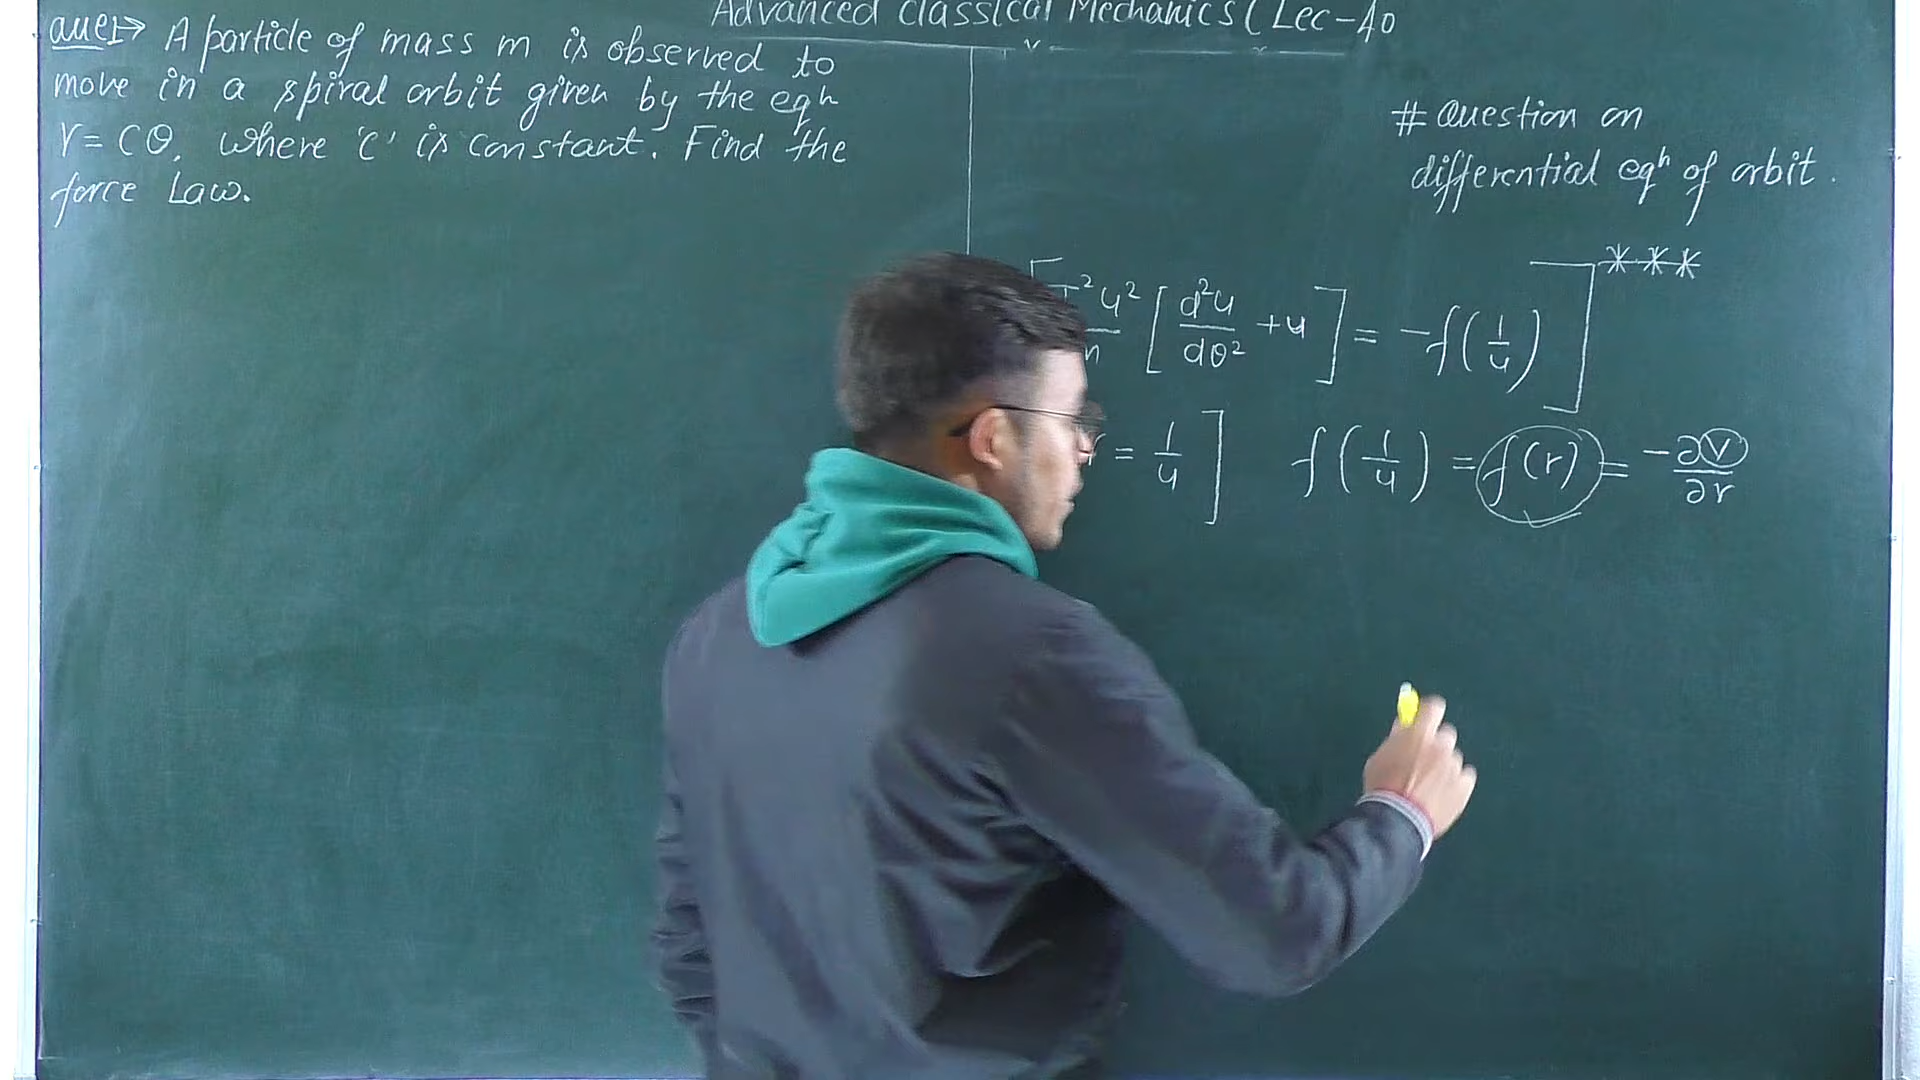 Advanced Classical Mechanics (Lec-40
Que1→ A particle of mass m is observed to
move in a spiral orbit given by the eqn
r = Cθ, where 'c' is constant. Find the
force Law.
# Question on
differential eqn of orbit.
²u² [ d²u/dθ² + u ] = -f(1/u) ] ***
r = 1/u ] f(1/u) = f(r) = -∂V/∂r